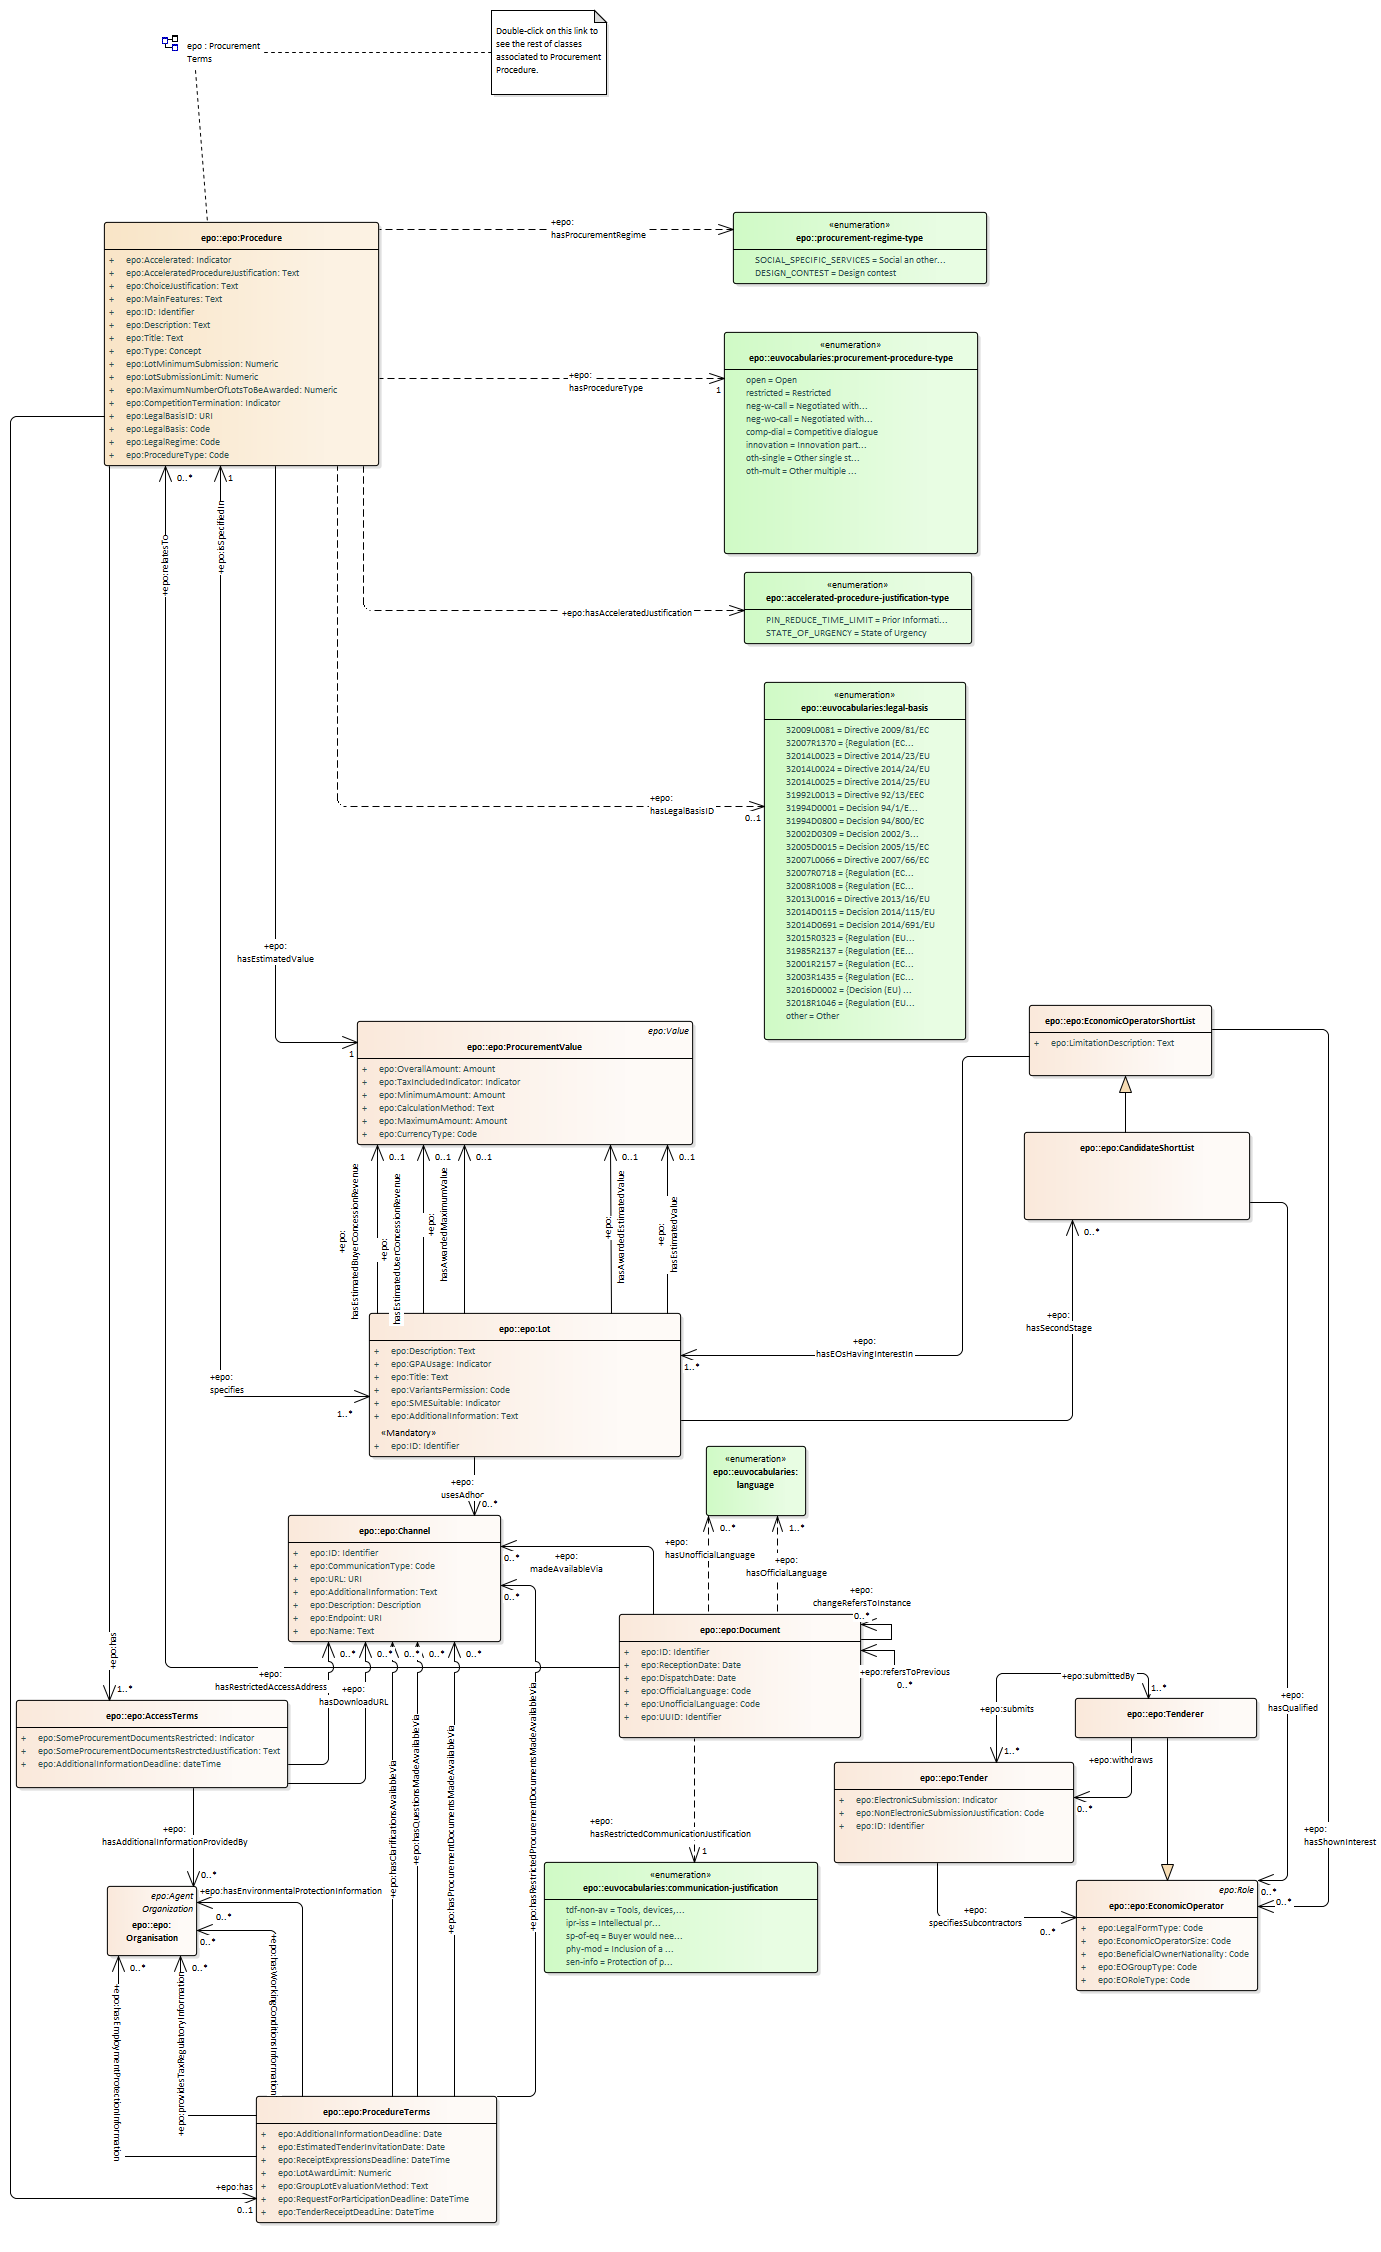 epo : Procurement
Terms
Double-click on this link to
see the rest of classes
associated to Procurement
Procedure.
epo::epo:Procedure
+ epo:Accelerated: Indicator
+ epo:AcceleratedProcedureJustification: Text
+ epo:ChoiceJustification: Text
+ epo:MainFeatures: Text
+ epo:ID: Identifier
+ epo:Description: Text
+ epo:Title: Text
+ epo:Type: Concept
+ epo:LotMinimumSubmission: Numeric
+ epo:LotSubmissionLimit: Numeric
+ epo:MaximumNumberOfLotsToBeAwarded: Numeric
+ epo:CompetitionTermination: Indicator
+ epo:LegalBasisID: URI
+ epo:LegalBasis: Code
+ epo:LegalRegime: Code
+ epo:ProcedureType: Code
+epo:
hasProcurementRegime
«enumeration»
epo::procurement-regime-type
SOCIAL_SPECIFIC_SERVICES = Social an other...
DESIGN_CONTEST = Design contest
+epo:
hasProcedureType
1
«enumeration»
epo::euvocabularies:procurement-procedure-type
open = Open
restricted = Restricted
neg-w-call = Negotiated with...
neg-wo-call = Negotiated with...
comp-dial = Competitive dialogue
innovation = Innovation part...
oth-single = Other single st...
oth-mult = Other multiple ...
0..*
1
+epo:relatesTo
+epo:isSpecifiedIn
+epo:hasAcceleratedJustification
«enumeration»
epo::accelerated-procedure-justification-type
PIN_REDUCE_TIME_LIMIT = Prior Informati...
STATE_OF_URGENCY = State of Urgency
+epo:
hasLegalBasisID
0..1
«enumeration»
epo::euvocabularies:legal-basis
32009L0081 = Directive 2009/81/EC
32007R1370 = {Regulation (EC...
32014L0023 = Directive 2014/23/EU
32014L0024 = Directive 2014/24/EU
32014L0025 = Directive 2014/25/EU
31992L0013 = Directive 92/13/EEC
31994D0001 = Decision 94/1/E...
31994D0800 = Decision 94/800/EC
32002D0309 = Decision 2002/3...
32005D0015 = Decision 2005/15/EC
32007L0066 = Directive 2007/66/EC
32007R0718 = {Regulation (EC...
32008R1008 = {Regulation (EC...
32013L0016 = Directive 2013/16/EU
32014D0115 = Decision 2014/115/EU
32014D0691 = Decision 2014/691/EU
32015R0323 = {Regulation (EU...
31985R2137 = {Regulation (EE...
32001R2157 = {Regulation (EC...
32003R1435 = {Regulation (EC...
32016D0002 = {Decision (EU) ...
32018R1046 = {Regulation (EU...
other = Other
+epo:
hasEstimatedValue
1
epo:Value
epo::epo:ProcurementValue
+ epo:OverallAmount: Amount
+ epo:TaxIncludedIndicator: Indicator
+ epo:MinimumAmount: Amount
+ epo:CalculationMethod: Text
+ epo:MaximumAmount: Amount
+ epo:CurrencyType: Code
epo::epo:EconomicOperatorShortList
+ epo:LimitationDescription: Text
epo::epo:CandidateShortList
0..*
0..1
0..1
0..1
0..1
0..1
+epo:
hasEstimatedBuyerConcessionRevenue
+epo:
hasEstimatedUserConcessionRevenue
+epo:
hasAwardedMaximumValue
+epo:
hasAwardedEstimatedValue
+epo:
hasEstimatedValue
epo::epo:Lot
+ epo:Description: Text
+ epo:GPAUsage: Indicator
+ epo:Title: Text
+ epo:VariantsPermission: Code
+ epo:SMESuitable: Indicator
+ epo:AdditionalInformation: Text
«Mandatory»
+ epo:ID: Identifier
+epo:
specifies
1..*
+epo:
hasEOsHavingInterestIn
1..*
+epo:
hasSecondStage
+epo:
usesAdhoc
0..*
«enumeration»
epo::euvocabularies:
language
0..*
1..*
+epo:
hasUnofficialLanguage
+epo:
hasOfficialLanguage
epo::epo:Channel
+ epo:ID: Identifier
+ epo:CommunicationType: Code
+ epo:URL: URI
+ epo:AdditionalInformation: Text
+ epo:Description: Description
+ epo:Endpoint: URI
+ epo:Name: Text
0..*
+epo:
madeAvailableVia
0..*
+epo:
changeRefersToInstance
0..*
+epo:refersToPrevious
0..*
epo::epo:Document
+ epo:ID: Identifier
+ epo:ReceptionDate: Date
+ epo:DispatchDate: Date
+ epo:OfficialLanguage: Code
+ epo:UnofficialLanguage: Code
+ epo:UUID: Identifier
0..*
0..*
0..*
0..*
0..*
+epo:
hasRestrictedAccessAddress
+epo:
hasDownloadURL
+epo:has
1..*
epo::epo:AccessTerms
+ epo:SomeProcurementDocumentsRestricted: Indicator
+ epo:SomeProcurementDocumentsRestrctedJustification: Text
+ epo:AdditionalInformationDeadline: dateTime
+epo:hasClarificationsAvailableVia
+epo:hasQuestionsMadeAvailableVia
+epo:hasProcurementDocumentsMadeAvailableVia
+epo:hasRestrictedProcurementDocumentsMadeAvailableVia
+epo:submittedBy
1..*
+epo:submits
1..*
epo::epo:Tenderer
+epo:withdraws
0..*
+epo:
hasQualified
epo::epo:Tender
+ epo:ElectronicSubmission: Indicator
+ epo:NonElectronicSubmissionJustification: Code
+ epo:ID: Identifier
+epo:
hasShownInterest
+epo:
hasAdditionalInformationProvidedBy
0..*
+epo:
hasRestrictedCommunicationJustification
1
«enumeration»
epo::euvocabularies:communication-justification
tdf-non-av = Tools, devices,...
ipr-iss = Intellectual pr...
sp-of-eq = Buyer would nee...
phy-mod = Inclusion of a ...
sen-info = Protection of p...
+epo:
specifiesSubcontractors
0..*
epo:Role
epo::epo:EconomicOperator
+ epo:LegalFormType: Code
+ epo:EconomicOperatorSize: Code
+ epo:BeneficialOwnerNationality: Code
+ epo:EOGroupType: Code
+ epo:EORoleType: Code
0..*
0..*
epo:Agent
Organization
epo::epo:
Organisation
+epo:hasEnvironmentalProtectionInformation
0..*
0..*
0..*
0..*
+epo:hasWorkingConditionsInformation
+epo:providesTaxRegulatoryInformation
+epo:hasEmploymentProtectionInformation
epo::epo:ProcedureTerms
+ epo:AdditionalInformationDeadline: Date
+ epo:EstimatedTenderInvitationDate: Date
+ epo:ReceiptExpressionsDeadline: DateTime
+ epo:LotAwardLimit: Numeric
+ epo:GroupLotEvaluationMethod: Text
+ epo:RequestForParticipationDeadline: DateTime
+ epo:TenderReceiptDeadLine: DateTime
+epo:has
0..1